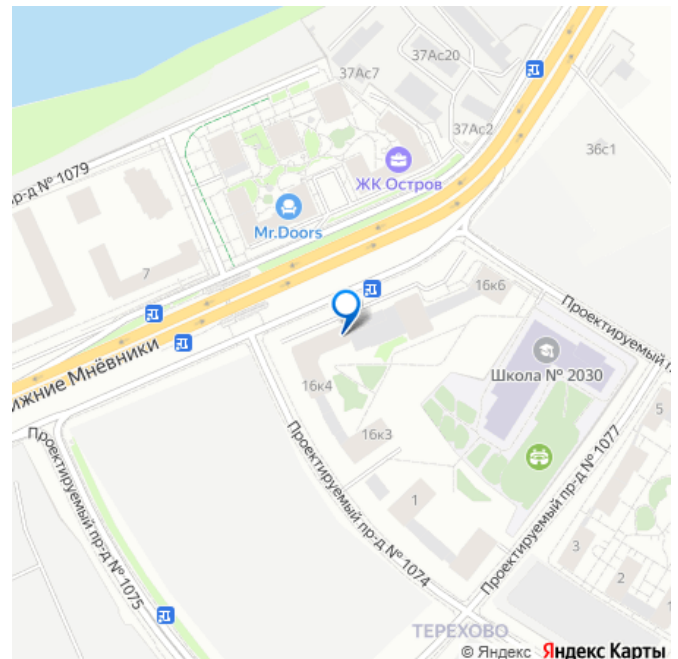 37Ас20
37Ас7
37Ас2
36с1
пр-д № 1079
ЖК Остров
Mr.Doors
7
16к6
Проектируемый
Нижние Мнёвники
Школа № 2030
16к4
5
16к3
Проектируемый пр-д № 1077
Проектируемый пр-д № 1075
Проектируемый пр-д № 1074
1
3
2
1
ТЕРЕХОВО
© Яндекс Яндекс Карты